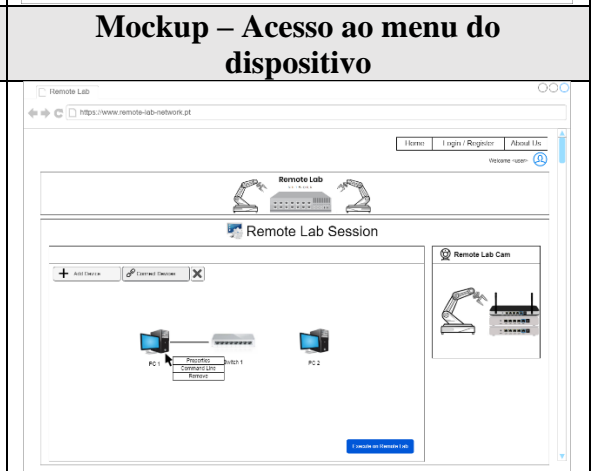 Mockup – Acesso ao menu do
dispositivo
Remote Lab
https://www.remote-lab-network.pt
Home Login / Register About Us
Welcome <user>
Remote Lab
Remote Lab Session
Remote Lab Cam
Add Device Connect Devices
PC 1 Switch 1 PC 2
Properties
Command Line
Remove
Execute on Remote Lab